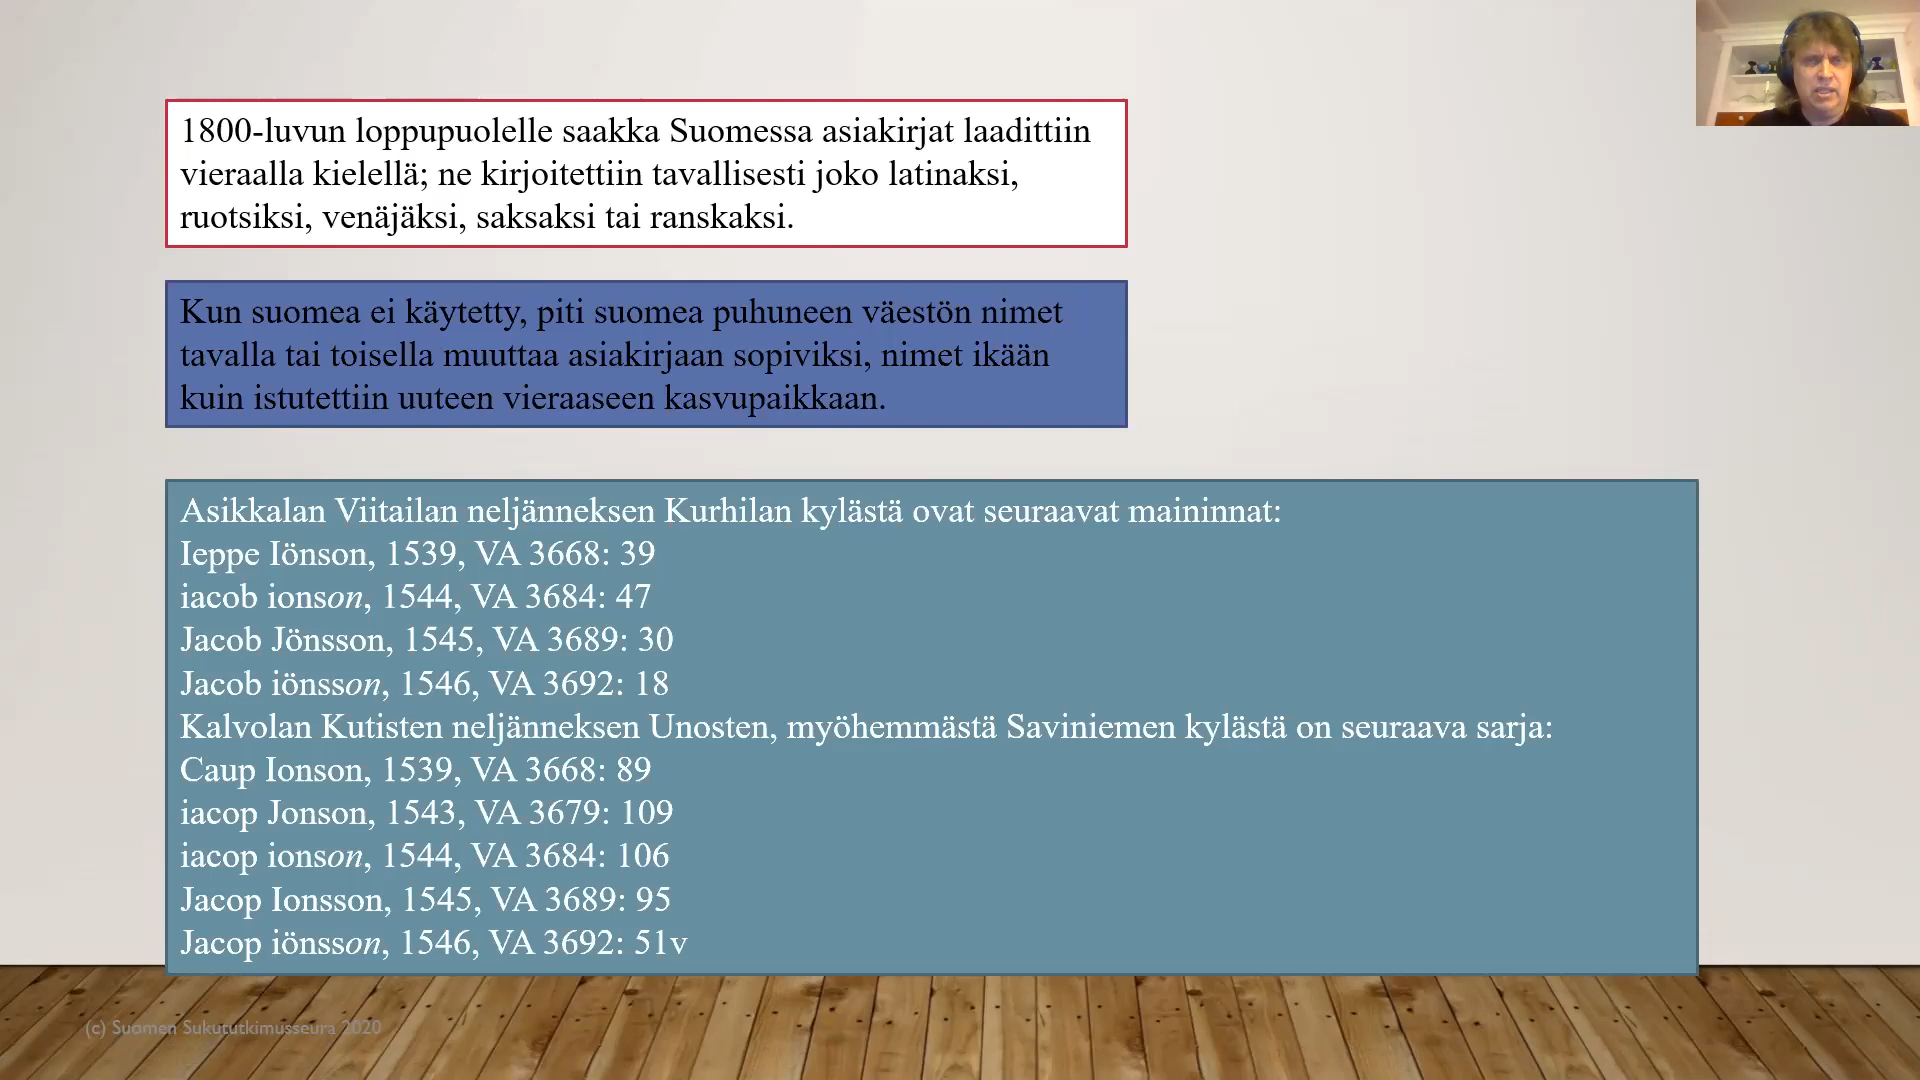 1800-luvun loppupuolelle saakka Suomessa asiakirjat laadittiin
vieraalla kielellä; ne kirjoitettiin tavallisesti joko latinaksi,
ruotsiksi, venäjäksi, saksaksi tai ranskaksi.
Kun suomea ei käytetty, piti suomea puhuneen väestön nimet
tavalla tai toisella muuttaa asiakirjaan sopiviksi, nimet ikään
kuin istutettiin uuteen vieraaseen kasvupaikkaan.
Asikkalan Viitailan neljänneksen Kurhilan kylästä ovat seuraavat maininnat:
Ieppe Iönson, 1539, VA 3668: 39
iacob ionson, 1544, VA 3684: 47
Jacob Jönsson, 1545, VA 3689: 30
Jacob iönsson, 1546, VA 3692: 18
Kalvolan Kutisten neljänneksen Unosten, myöhemmästä Saviniemen kylästä on seuraava sarja:
Caup Ionson, 1539, VA 3668: 89
iacop Jonson, 1543, VA 3679: 109
iacop ionson, 1544, VA 3684: 106
Jacop Ionsson, 1545, VA 3689: 95
Jacop iönsson, 1546, VA 3692: 51v
(c) Suomen Sukututkimusseura 2020